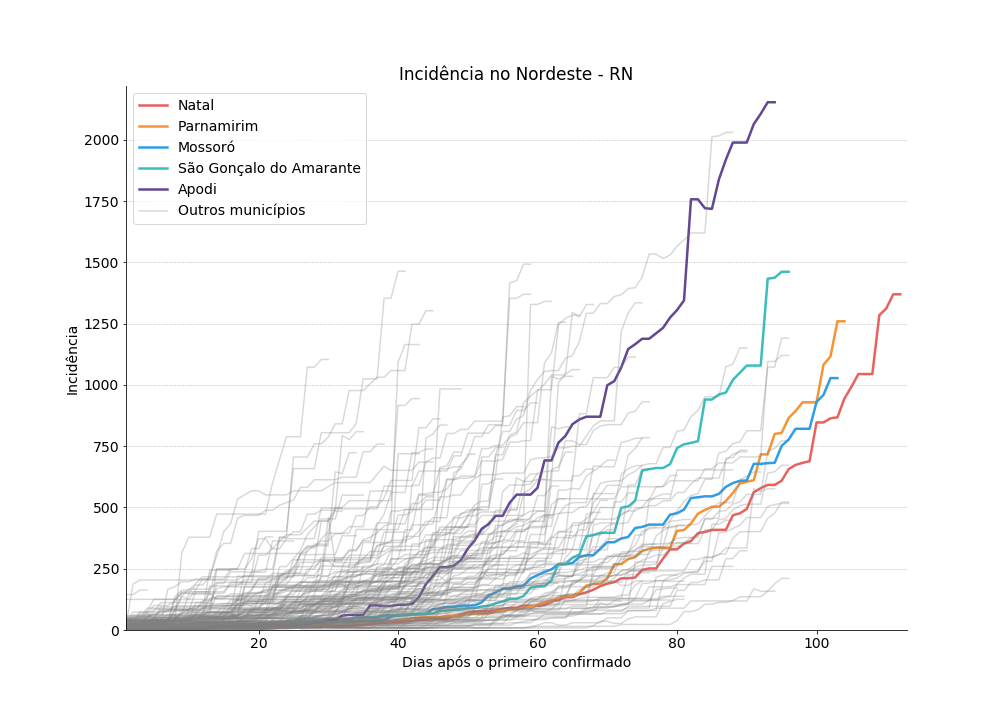 Incidência no Nordeste - RN
Natal
Parnamirim
Mossoró
São Gonçalo do Amarante
Apodi
Outros municípios
2000
1750
1500
1250
1000
750
500
250
0
Incidência
20
40
60
80
100
Dias após o primeiro confirmado